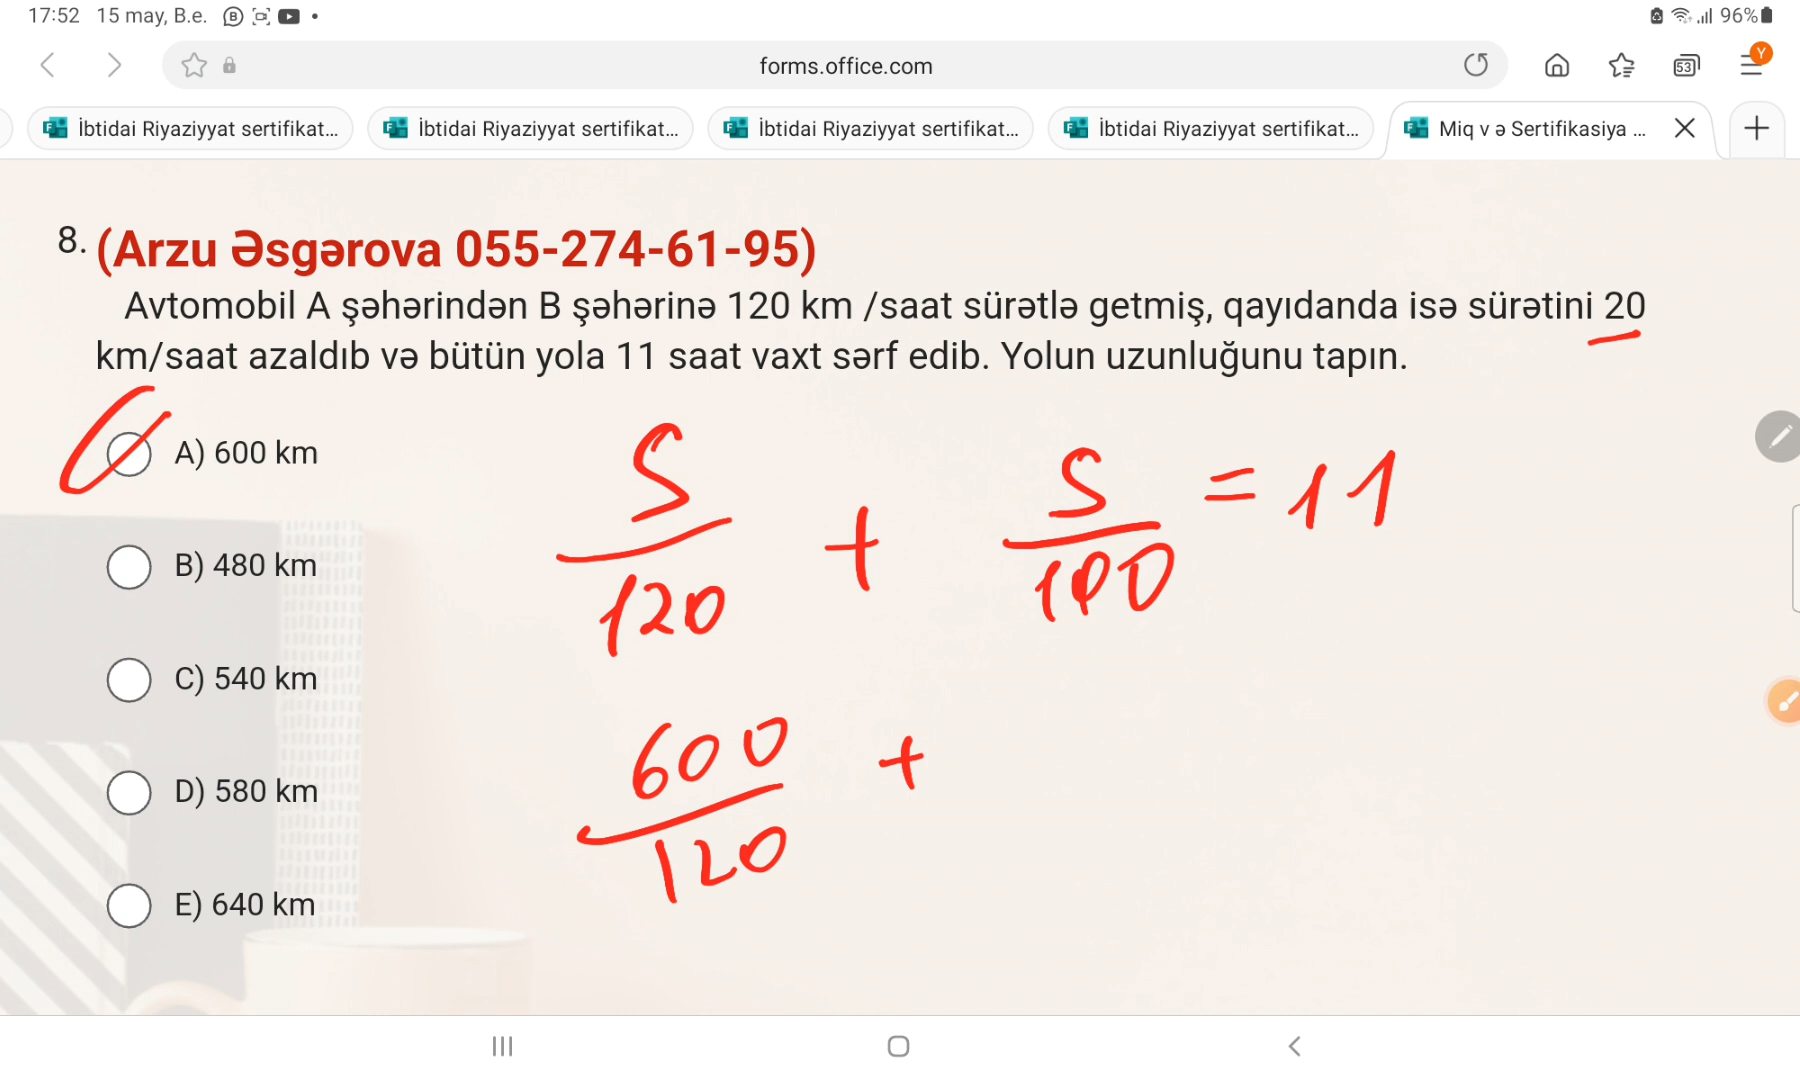 17:52 15 may, B.e.
96%
forms.office.com
53
Y
İbtidai Riyaziyyat sertifikat...
İbtidai Riyaziyyat sertifikat...
İbtidai Riyaziyyat sertifikat...
İbtidai Riyaziyyat sertifikat...
Miq v ə Sertifikasiya ...
8. (Arzu Əsgərova 055-274-61-95)
Avtomobil A şəhərindən B şəhərinə 120 km /saat sürətlə getmiş, qayıdanda isə sürətini 20
km/saat azaldıb və bütün yola 11 saat vaxt sərf edib. Yolun uzunluğunu tapın.
A) 600 km
B) 480 km
C) 540 km
D) 580 km
E) 640 km
S/120 + S/100 = 11
600/120 +